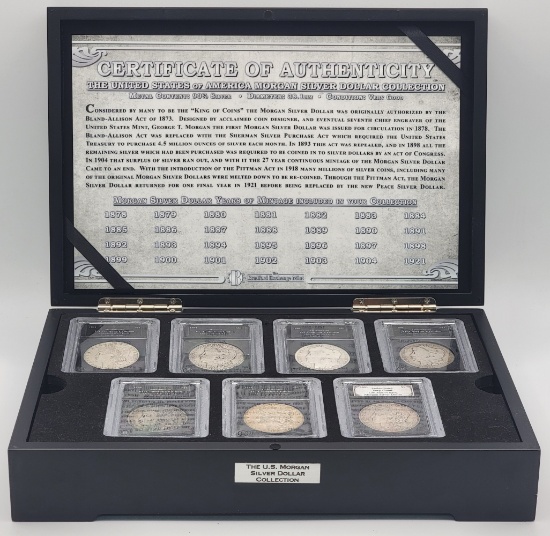 CERTIFICATE OF AUTHENTICITY
THE UNITED STATES OF AMERICA MORGAN SILVER DOLLAR COLLECTION
METAL CONTENT: 90% SILVER • DIAMETER: 38.1MM • CONDITION: VERY GOOD
CONSIDERED BY MANY TO BE THE "KING OF COINS" THE MORGAN SILVER DOLLAR WAS ORIGINALLY AUTHORIZED BY THE
BLAND-ALLISON ACT OF 1873. DESIGNED BY ACCLAIMED COIN DESIGNER, AND EVENTUAL SEVENTH CHIEF ENGRAVER OF THE
UNITED STATES MINT, GEORGE T. MORGAN THE FIRST MORGAN SILVER DOLLAR WAS ISSUED FOR CIRCULATION IN 1878. THE
BLAND-ALLISON ACT WAS REPLACED WITH THE SHERMAN SILVER PURCHASE ACT WHICH REQUIRED THE UNITED STATES
TREASURY TO PURCHASE 4.5 MILLION OUNCES OF SILVER EACH MONTH. IN 1893 THIS ACT WAS REPEALED, AND IN 1898 ALL THE
REMAINING SILVER WHICH HAD BEEN PURCHASED WAS REQUIRED TO BE COINED IN TO SILVER DOLLARS BY AN ACT OF CONGRESS.
IN 1904 THAT SURPLUS OF SILVER RAN OUT, AND WITH IT THE 27 YEAR CONTINUOUS MINTAGE OF THE MORGAN SILVER DOLLAR
CAME TO AN END. WITH THE INTRODUCTION OF THE PITTMAN ACT IN 1918 MANY MILLIONS OF SILVER COINS, INCLUDING MANY
OF THE ORIGINAL MORGAN SILVER DOLLARS WERE MELTED DOWN TO BE RE-COINED. THROUGH THE PITTMAN ACT, THE MORGAN
SILVER DOLLAR RETURNED FOR ONE FINAL YEAR IN 1921 BEFORE BEING REPLACED BY THE NEW PEACE SILVER DOLLAR.
MORGAN SILVER DOLLAR YEARS OF MINTAGE INCLUDED IN YOUR COLLECTION
1878 1879 1880 1881 1882 1883 1884
1885 1886 1887 1888 1889 1890 1891
1892 1893 1894 1895 1896 1897 1898
1899 1900 1901 1902 1903 1904 1921
Bradford Exchange Mint
THE U.S. MORGAN
SILVER DOLLAR
COLLECTION